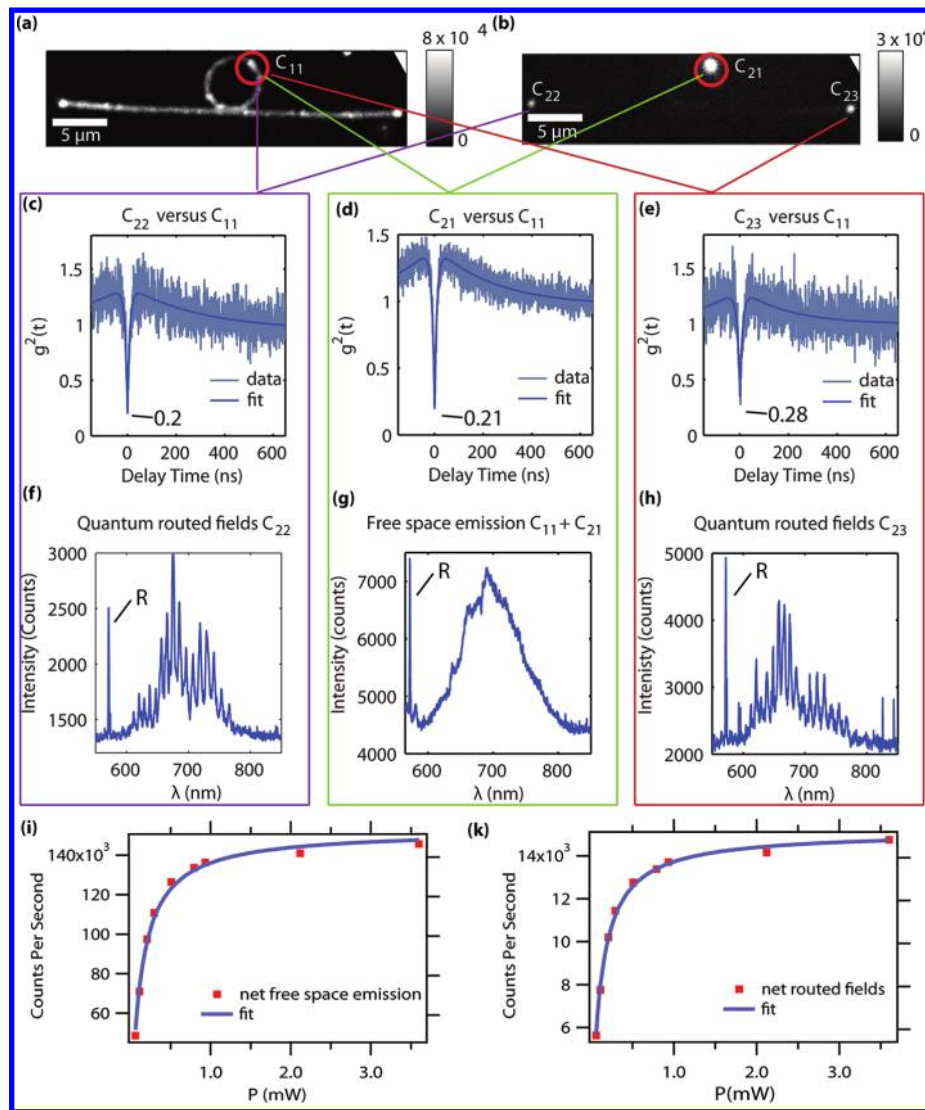 (a)
C11
8 x 10 4
0
5 μm
(b)
C21
C22
C23
3 x 10
0
5 μm
(c)
C22 versus C11
1.5
1
0.5
0
g2(t)
data
fit
0.2
0 200 400 600
Delay Time (ns)
(d)
C21 versus C11
1.5
1
0.5
0
g2(t)
data
fit
0.21
0 200 400 600
Delay Time (ns)
(e)
C23 versus C11
1.5
1
0.5
0
g2(t)
data
fit
0.28
0 200 400 600
Delay Time (ns)
(f)
Quantum routed fields C22
3000
2500
2000
1500
Intensity (Counts)
R
600 700 800
λ (nm)
(g)
Free space emission C11 + C21
7000
6000
5000
4000
Intensity (counts)
R
600 700 800
λ (nm)
(h)
Quantum routed fields C23
5000
4000
3000
2000
Intenisty (counts)
R
600 700 800
λ (nm)
(i)
140x103
120
100
80
60
Counts Per Second
net free space emission
fit
1.0 2.0 3.0
P (mW)
(k)
14x103
12
10
8
6
Counts Per Second
net routed fields
fit
1.0 2.0 3.0
P(mW)